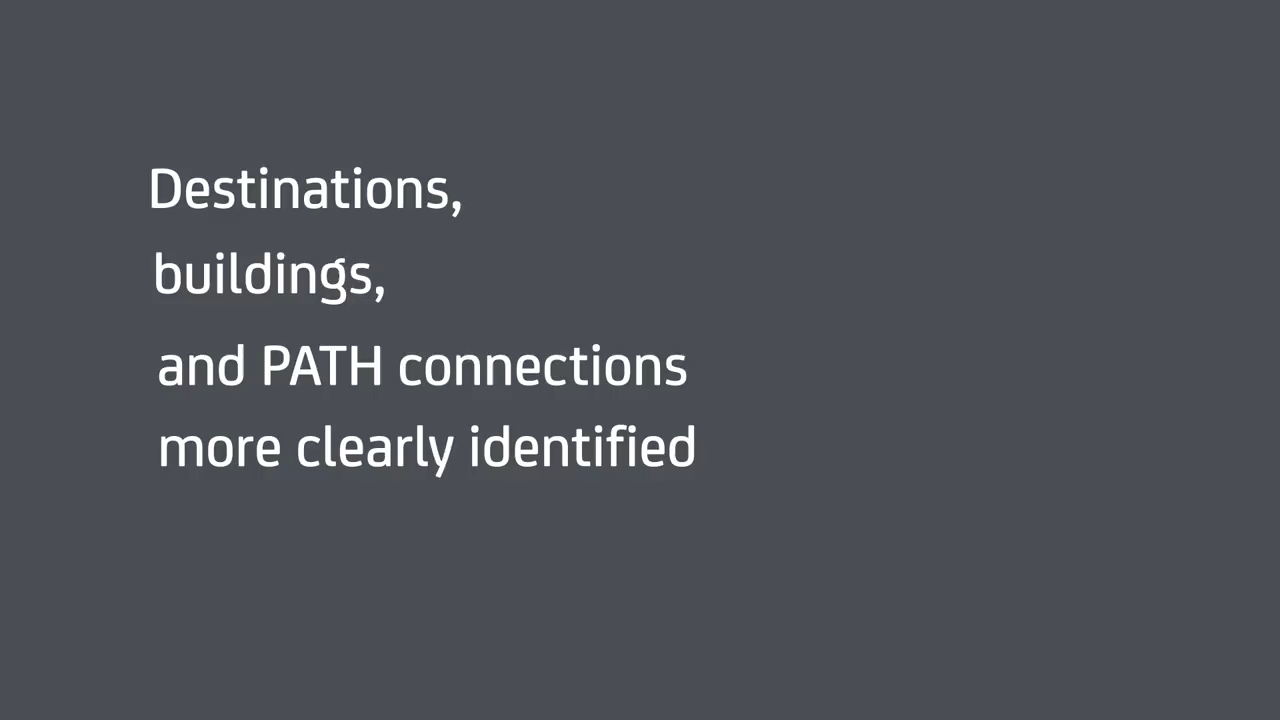 Destinations,
buildings,
and PATH connections
more clearly identified